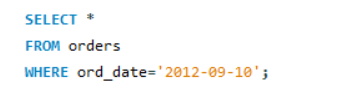 SELECT *
FROM orders
WHERE ord_date='2012-09-10';